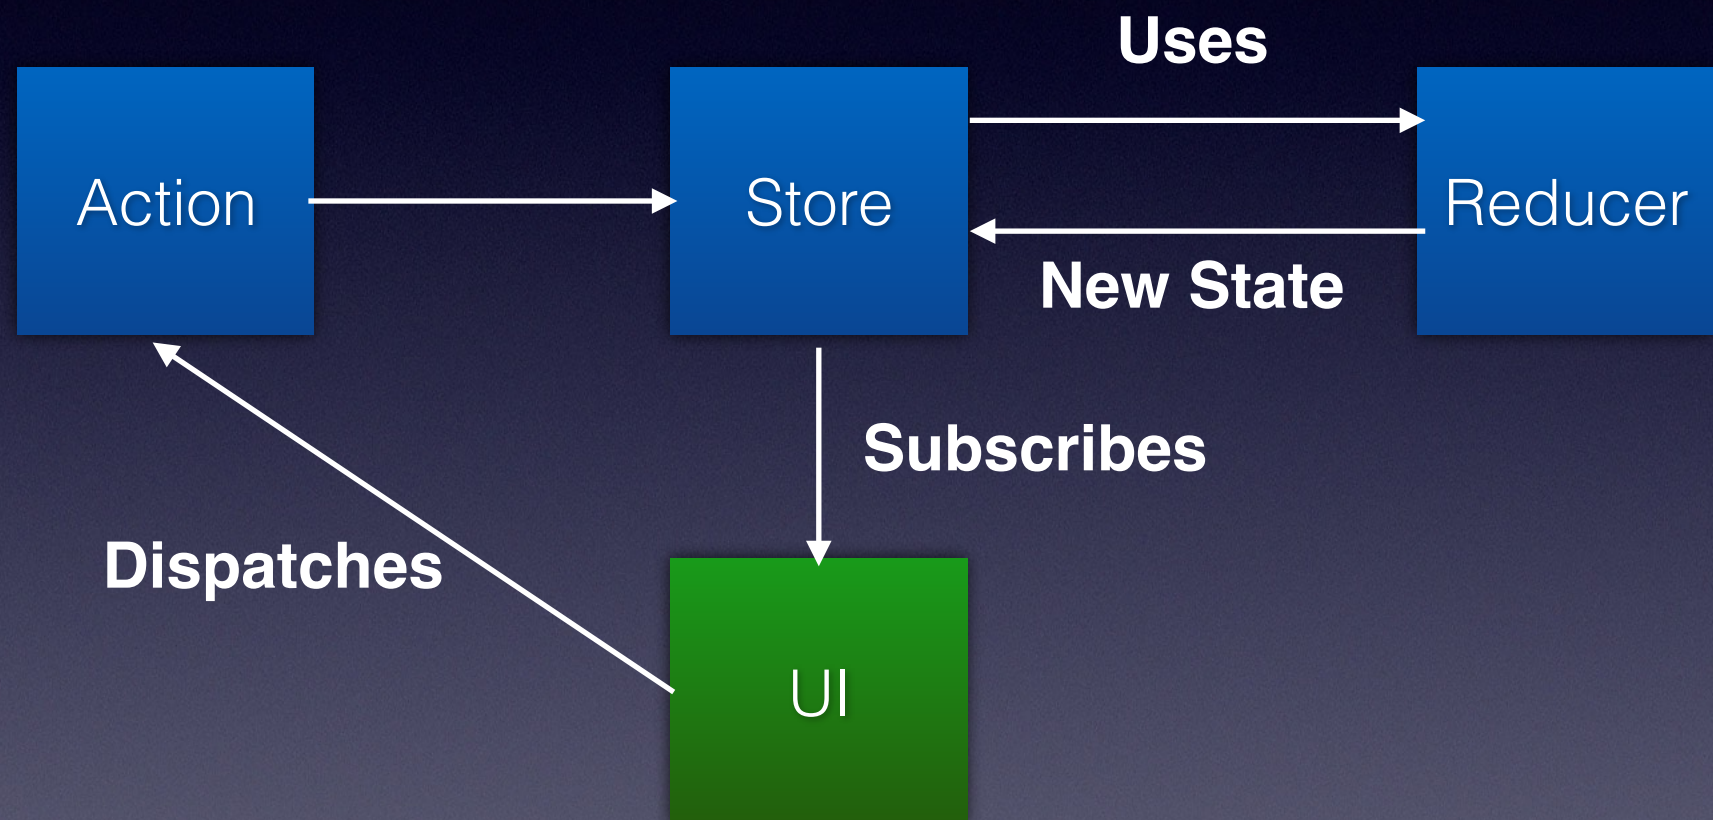 Uses
Action
Store
Reducer
New State
Subscribes
Dispatches
UI